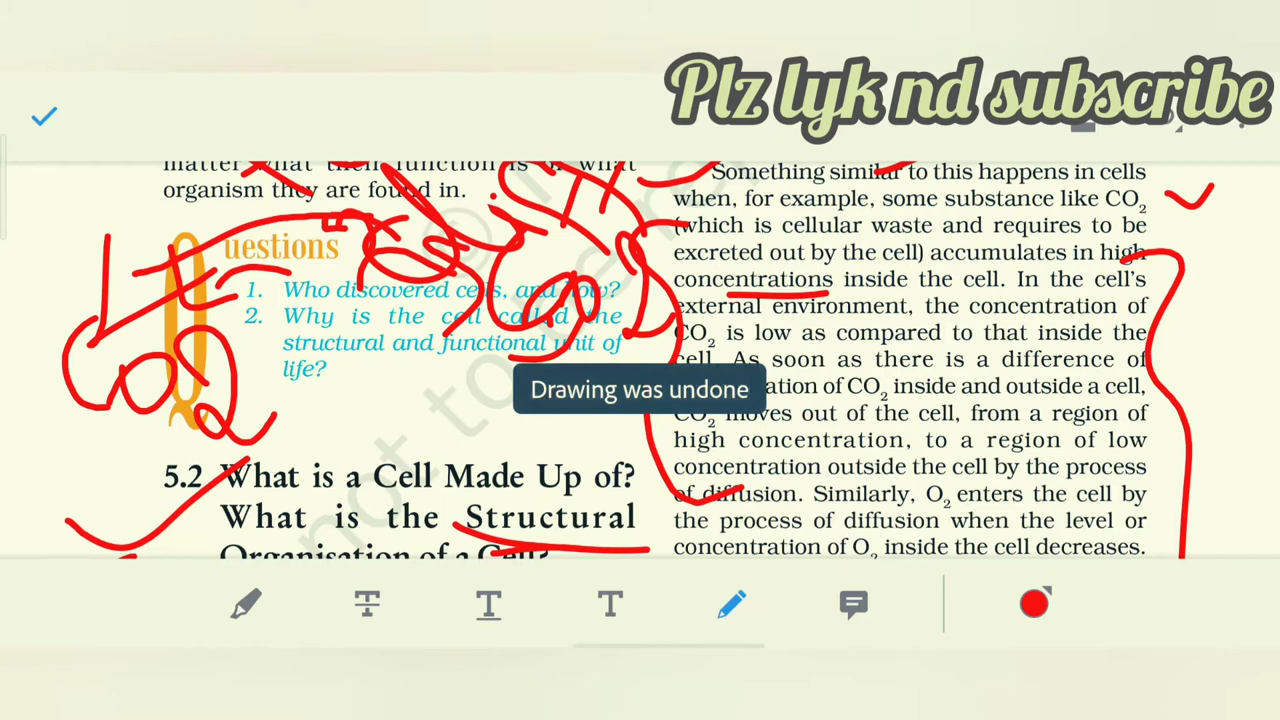 Plz lyk nd subscribe
matter what their function is or what
organism they are found in.
uestions
1. Who discovered cells, and how?
2. Why is the cell called the
structural and functional unit of
life?
5.2 What is a Cell Made Up of?
What is the Structural
Organisation of a Cell?
Something similar to this happens in cells
when, for example, some substance like CO2
(which is cellular waste and requires to be
excreted out by the cell) accumulates in high
concentrations inside the cell. In the cell’s
external environment, the concentration of
CO2 is low as compared to that inside the
cell. As soon as there is a difference of
ation of CO2 inside and outside a cell,
CO2 moves out of the cell, from a region of
high concentration, to a region of low
concentration outside the cell by the process
of diffusion. Similarly, O2 enters the cell by
the process of diffusion when the level or
concentration of O2 inside the cell decreases.
Drawing was undone
not to be